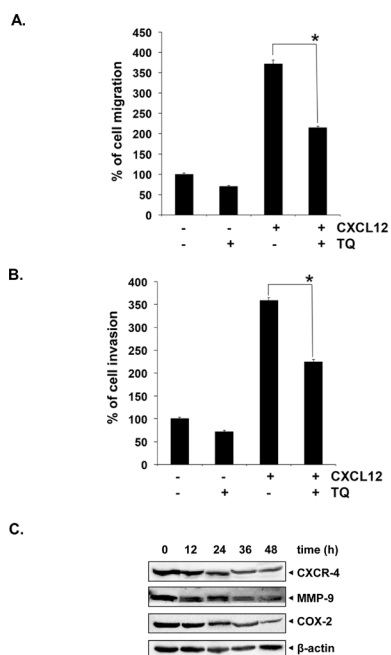 A.
% of cell migration
450
400
350
300
250
200
150
100
50
0
*
- - + + CXCL12
- + - + TQ
B.
% of cell invasion
400
350
300
250
200
150
100
50
0
*
- - + + CXCL12
- + - + TQ
C.
0 12 24 36 48 time (h)
CXCR-4
MMP-9
COX-2
β-actin